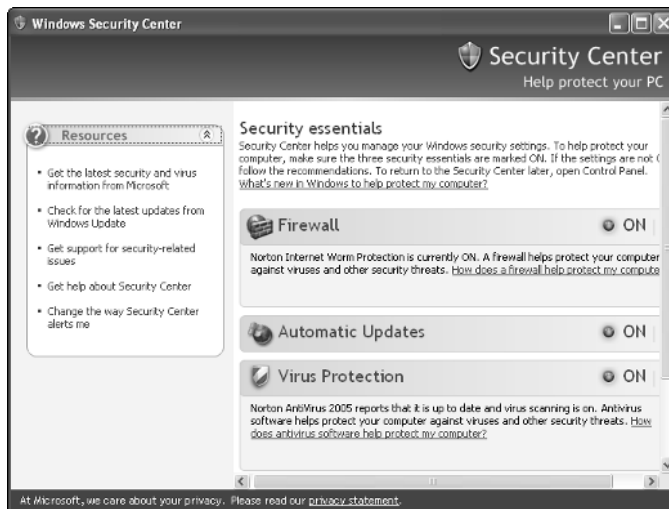 Windows Security Center
Security Center
Help protect your PC
Resources
Get the latest security and virus
information from Microsoft
Check for the latest updates from
Windows Update
Get support for security-related
issues
Get help about Security Center
Change the way Security Center
alerts me
Security essentials
Security Center helps you manage your Windows security settings. To help protect your
computer, make sure the three security essentials are marked ON. If the settings are not
follow the recommendations. To return to the Security Center later, open Control Panel.
What's new in Windows to help protect my computer?
Firewall ON
Norton Internet Worm Protection is currently ON. A firewall helps protect your computer
against viruses and other security threats. How does a firewall help protect my compute
Automatic Updates ON
Virus Protection ON
Norton AntiVirus 2005 reports that it is up to date and virus scanning is on. Antivirus
software helps protect your computer against viruses and other security threats. How
does antivirus software help protect my computer?
At Microsoft, we care about your privacy. Please read our privacy statement.